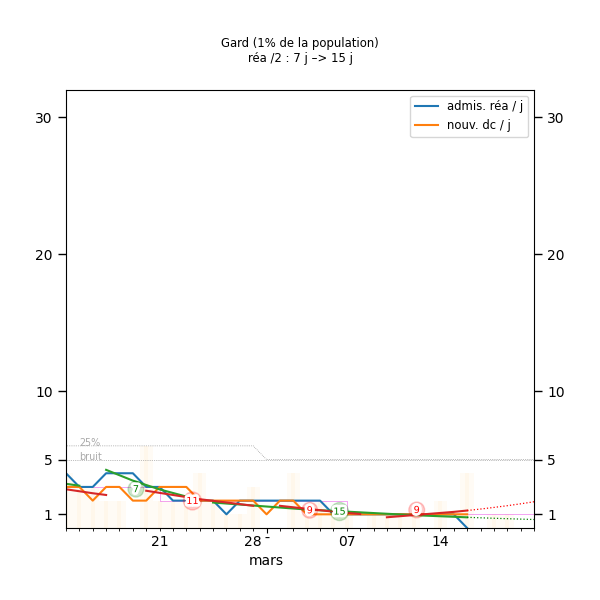 Gard (1% de la population)
réa /2 : 7 j –> 15 j
admis. réa / j
nouv. dc / j
30 30
20 20
10 10
25%
bruit
5 5
7 11 9 15 9
1 1
21 28 07 14
mars